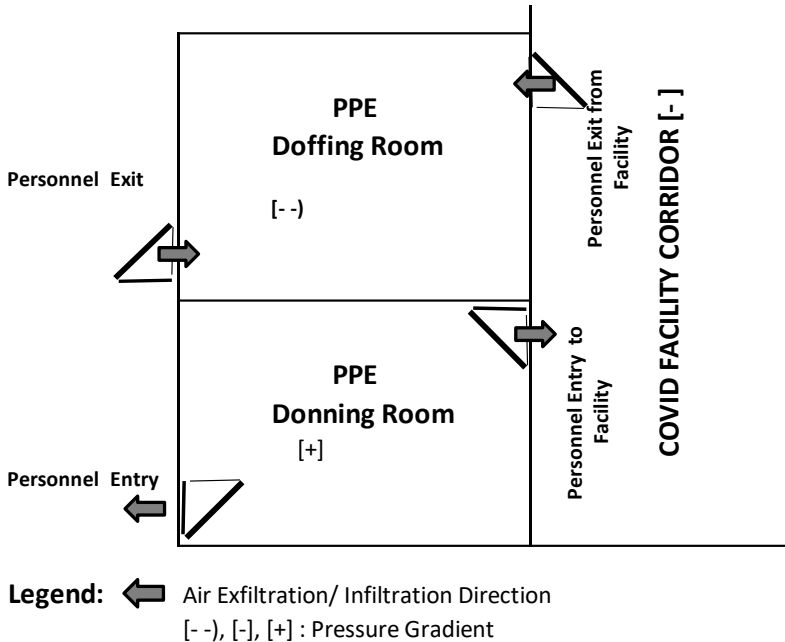 PPE
Doffing Room
[- -)
Personnel Exit
Personnel Exit from
Facility
COVID FACILITY CORRIDOR [- ]
PPE
Donning Room
[+]
Personnel Entry to
Facility
Personnel Entry
Legend:
Air Exfiltration/ Infiltration Direction
[- -), [-], [+] : Pressure Gradient